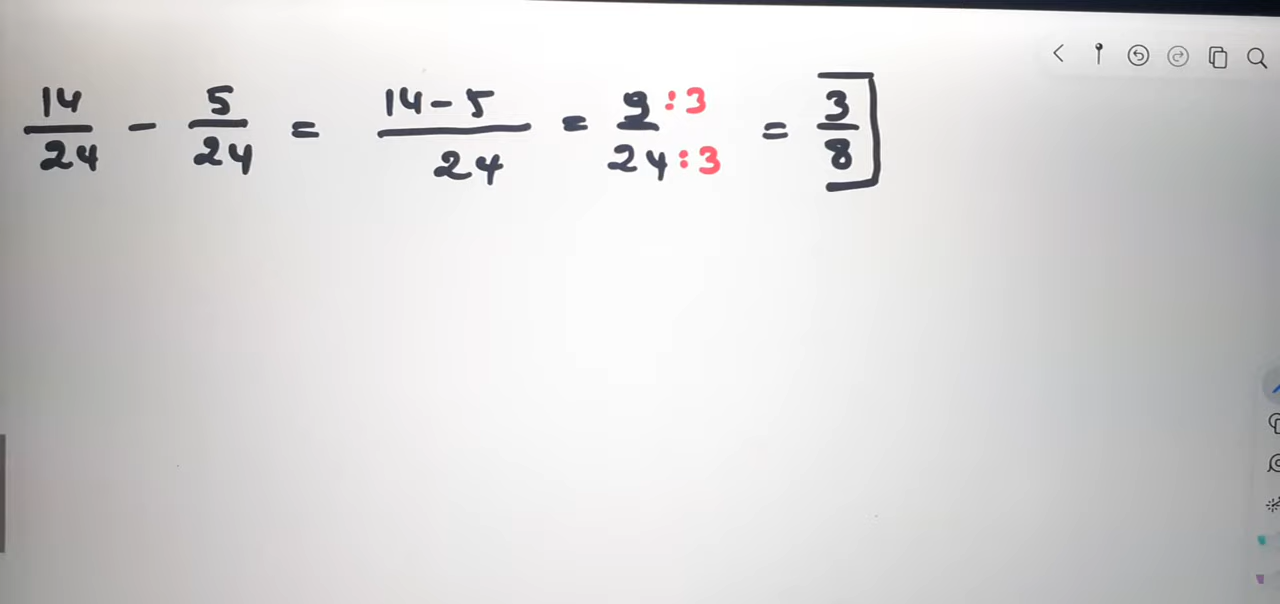 14/24 - 5/24 = 14-5/24 = 9:3/24:3 = 3/8